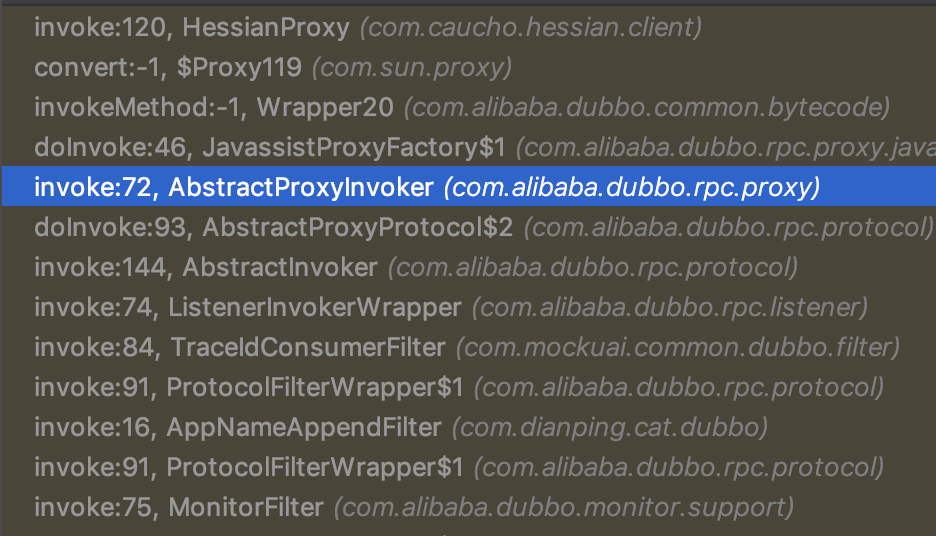 invoke:120, HessianProxy (com.caucho.hessian.client)
convert:-1, $Proxy119 (com.sun.proxy)
invokeMethod:-1, Wrapper20 (com.alibaba.dubbo.common.bytecode)
doInvoke:46, JavassistProxyFactory$1 (com.alibaba.dubbo.rpc.proxy.java
invoke:72, AbstractProxyInvoker (com.alibaba.dubbo.rpc.proxy)
doInvoke:93, AbstractProxyProtocol$2 (com.alibaba.dubbo.rpc.protocol)
invoke:144, AbstractInvoker (com.alibaba.dubbo.rpc.protocol)
invoke:74, ListenerInvokerWrapper (com.alibaba.dubbo.rpc.listener)
invoke:84, TraceIdConsumerFilter (com.mockuai.common.dubbo.filter)
invoke:91, ProtocolFilterWrapper$1 (com.alibaba.dubbo.rpc.protocol)
invoke:16, AppNameAppendFilter (com.dianping.cat.dubbo)
invoke:91, ProtocolFilterWrapper$1 (com.alibaba.dubbo.rpc.protocol)
invoke:75, MonitorFilter (com.alibaba.dubbo.monitor.support)